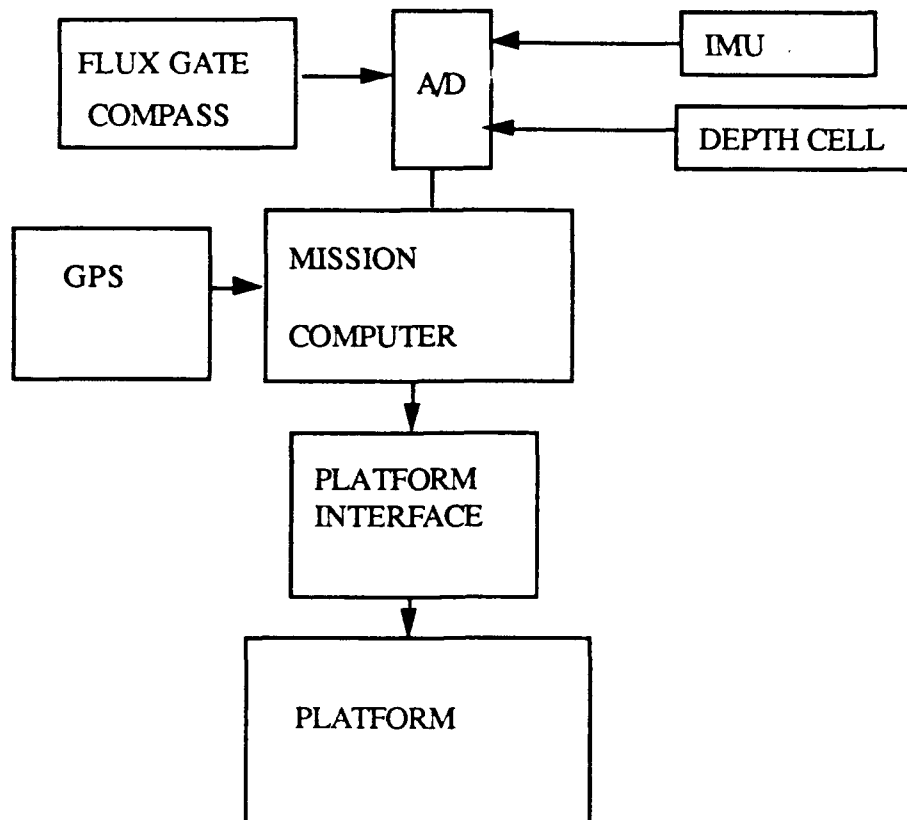 FLUX GATE
COMPASS
A/D
IMU
DEPTH CELL
GPS
MISSION
COMPUTER
PLATFORM
INTERFACE
PLATFORM